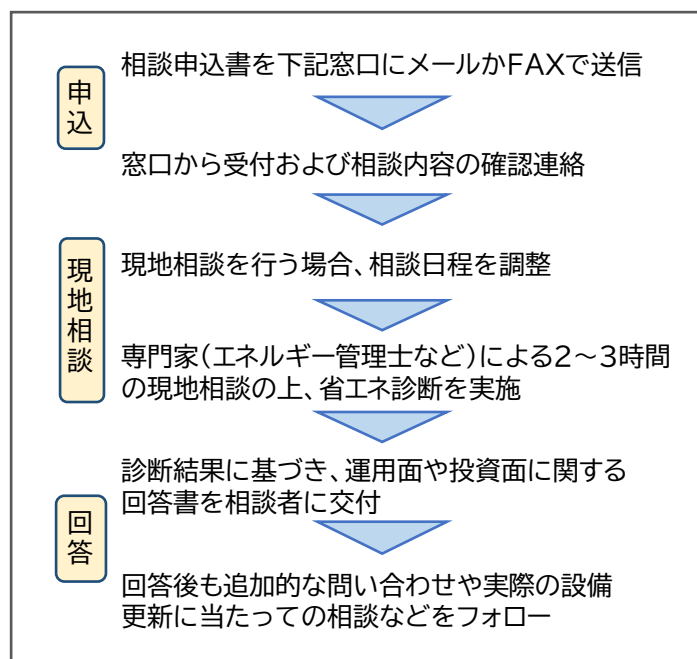 申込
相談申込書を下記窓口にメールかFAXで送信
窓口から受付および相談内容の確認連絡
現地相談
現地相談を行う場合、相談日程を調整
専門家(エネルギー管理士など)による2～3時間
の現地相談の上、省エネ診断を実施
回答
診断結果に基づき、運用面や投資面に関する
回答書を相談者に交付
回答後も追加的な問い合わせや実際の設備
更新に当たっての相談などをフォロー